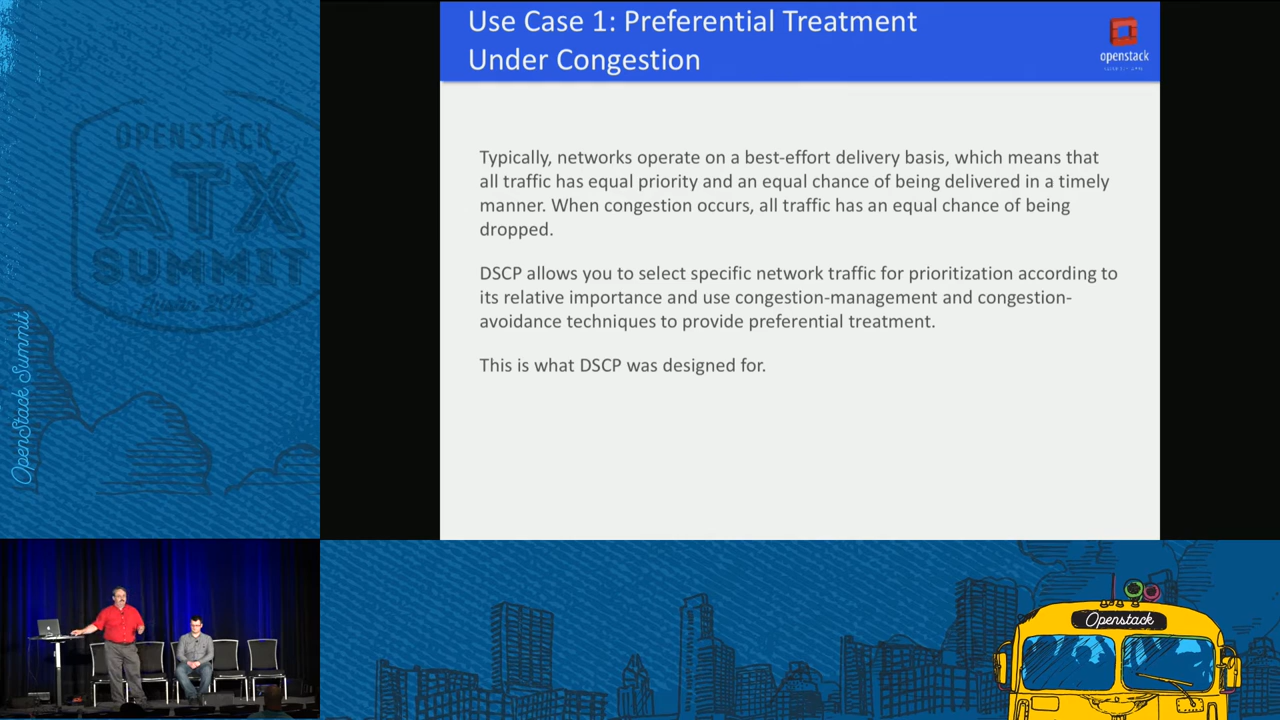 Use Case 1: Preferential Treatment
Under Congestion
openstack
Typically, networks operate on a best-effort delivery basis, which means that
all traffic has equal priority and an equal chance of being delivered in a timely
manner. When congestion occurs, all traffic has an equal chance of being
dropped.
DSCP allows you to select specific network traffic for prioritization according to
its relative importance and use congestion-management and congestion-
avoidance techniques to provide preferential treatment.
This is what DSCP was designed for.
OPENSTACK
ATX
SUMMIT
Austin 2016
OpenStack Summit
Openstack